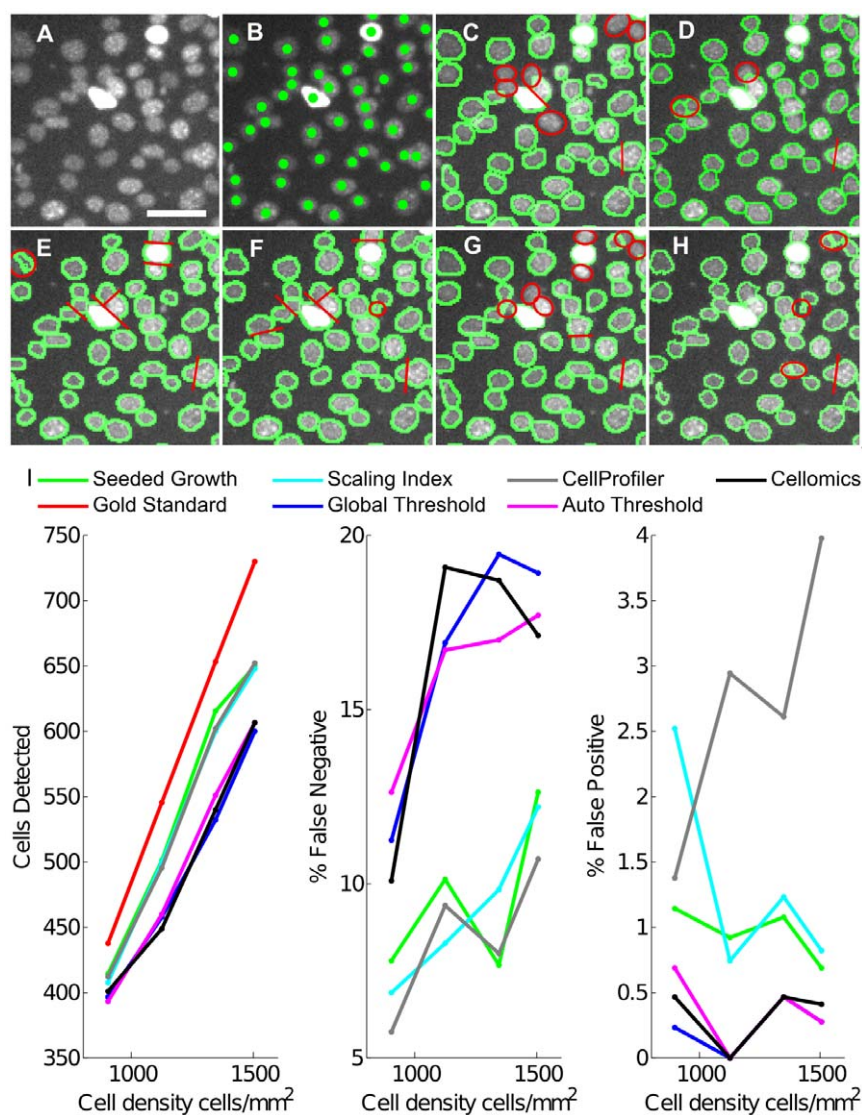 A B C D
E F G H
I Seeded Growth Scaling Index CellProfiler Cellomics
Gold Standard Global Threshold Auto Threshold
750
700
650
600
550
500
450
400
350
Cells Detected
1000 1500
Cell density cells/mm²
20
15
10
5
% False Negative
1000 1500
Cell density cells/mm²
4
3.5
3
2.5
2
1.5
1
0.5
0
% False Positive
1000 1500
Cell density cells/mm²